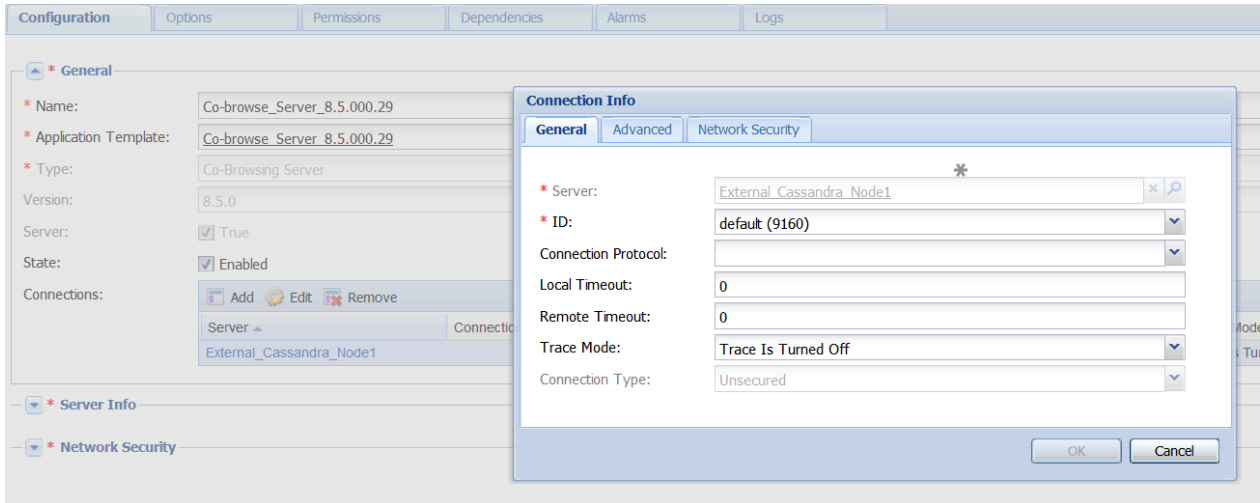 Configuration Options Permissions Dependencies Alarms Logs
* General
* Name: Co-browse_Server_8.5.000.29
* Application Template: Co-browse_Server_8.5.000.29
* Type: Co-Browsing Server
Version: 8.5.0
Server: True
State: Enabled
Connections: Add Edit Remove
Server Connectio Mode
External_Cassandra_Node1 s Tur
* Server Info
* Network Security
Connection Info
General Advanced Network Security
*
* Server: External_Cassandra_Node1
* ID: default (9160)
Connection Protocol:
Local Timeout: 0
Remote Timeout: 0
Trace Mode: Trace Is Turned Off
Connection Type: Unsecured
OK Cancel